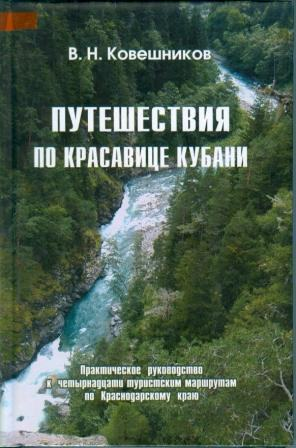 В. Н. Ковешников
ПУТЕШЕСТВИЯ
ПО КРАСАВИЦЕ КУБАНИ
Практическое руководство
к четырнадцати туристским маршрутам
по Краснодарскому краю